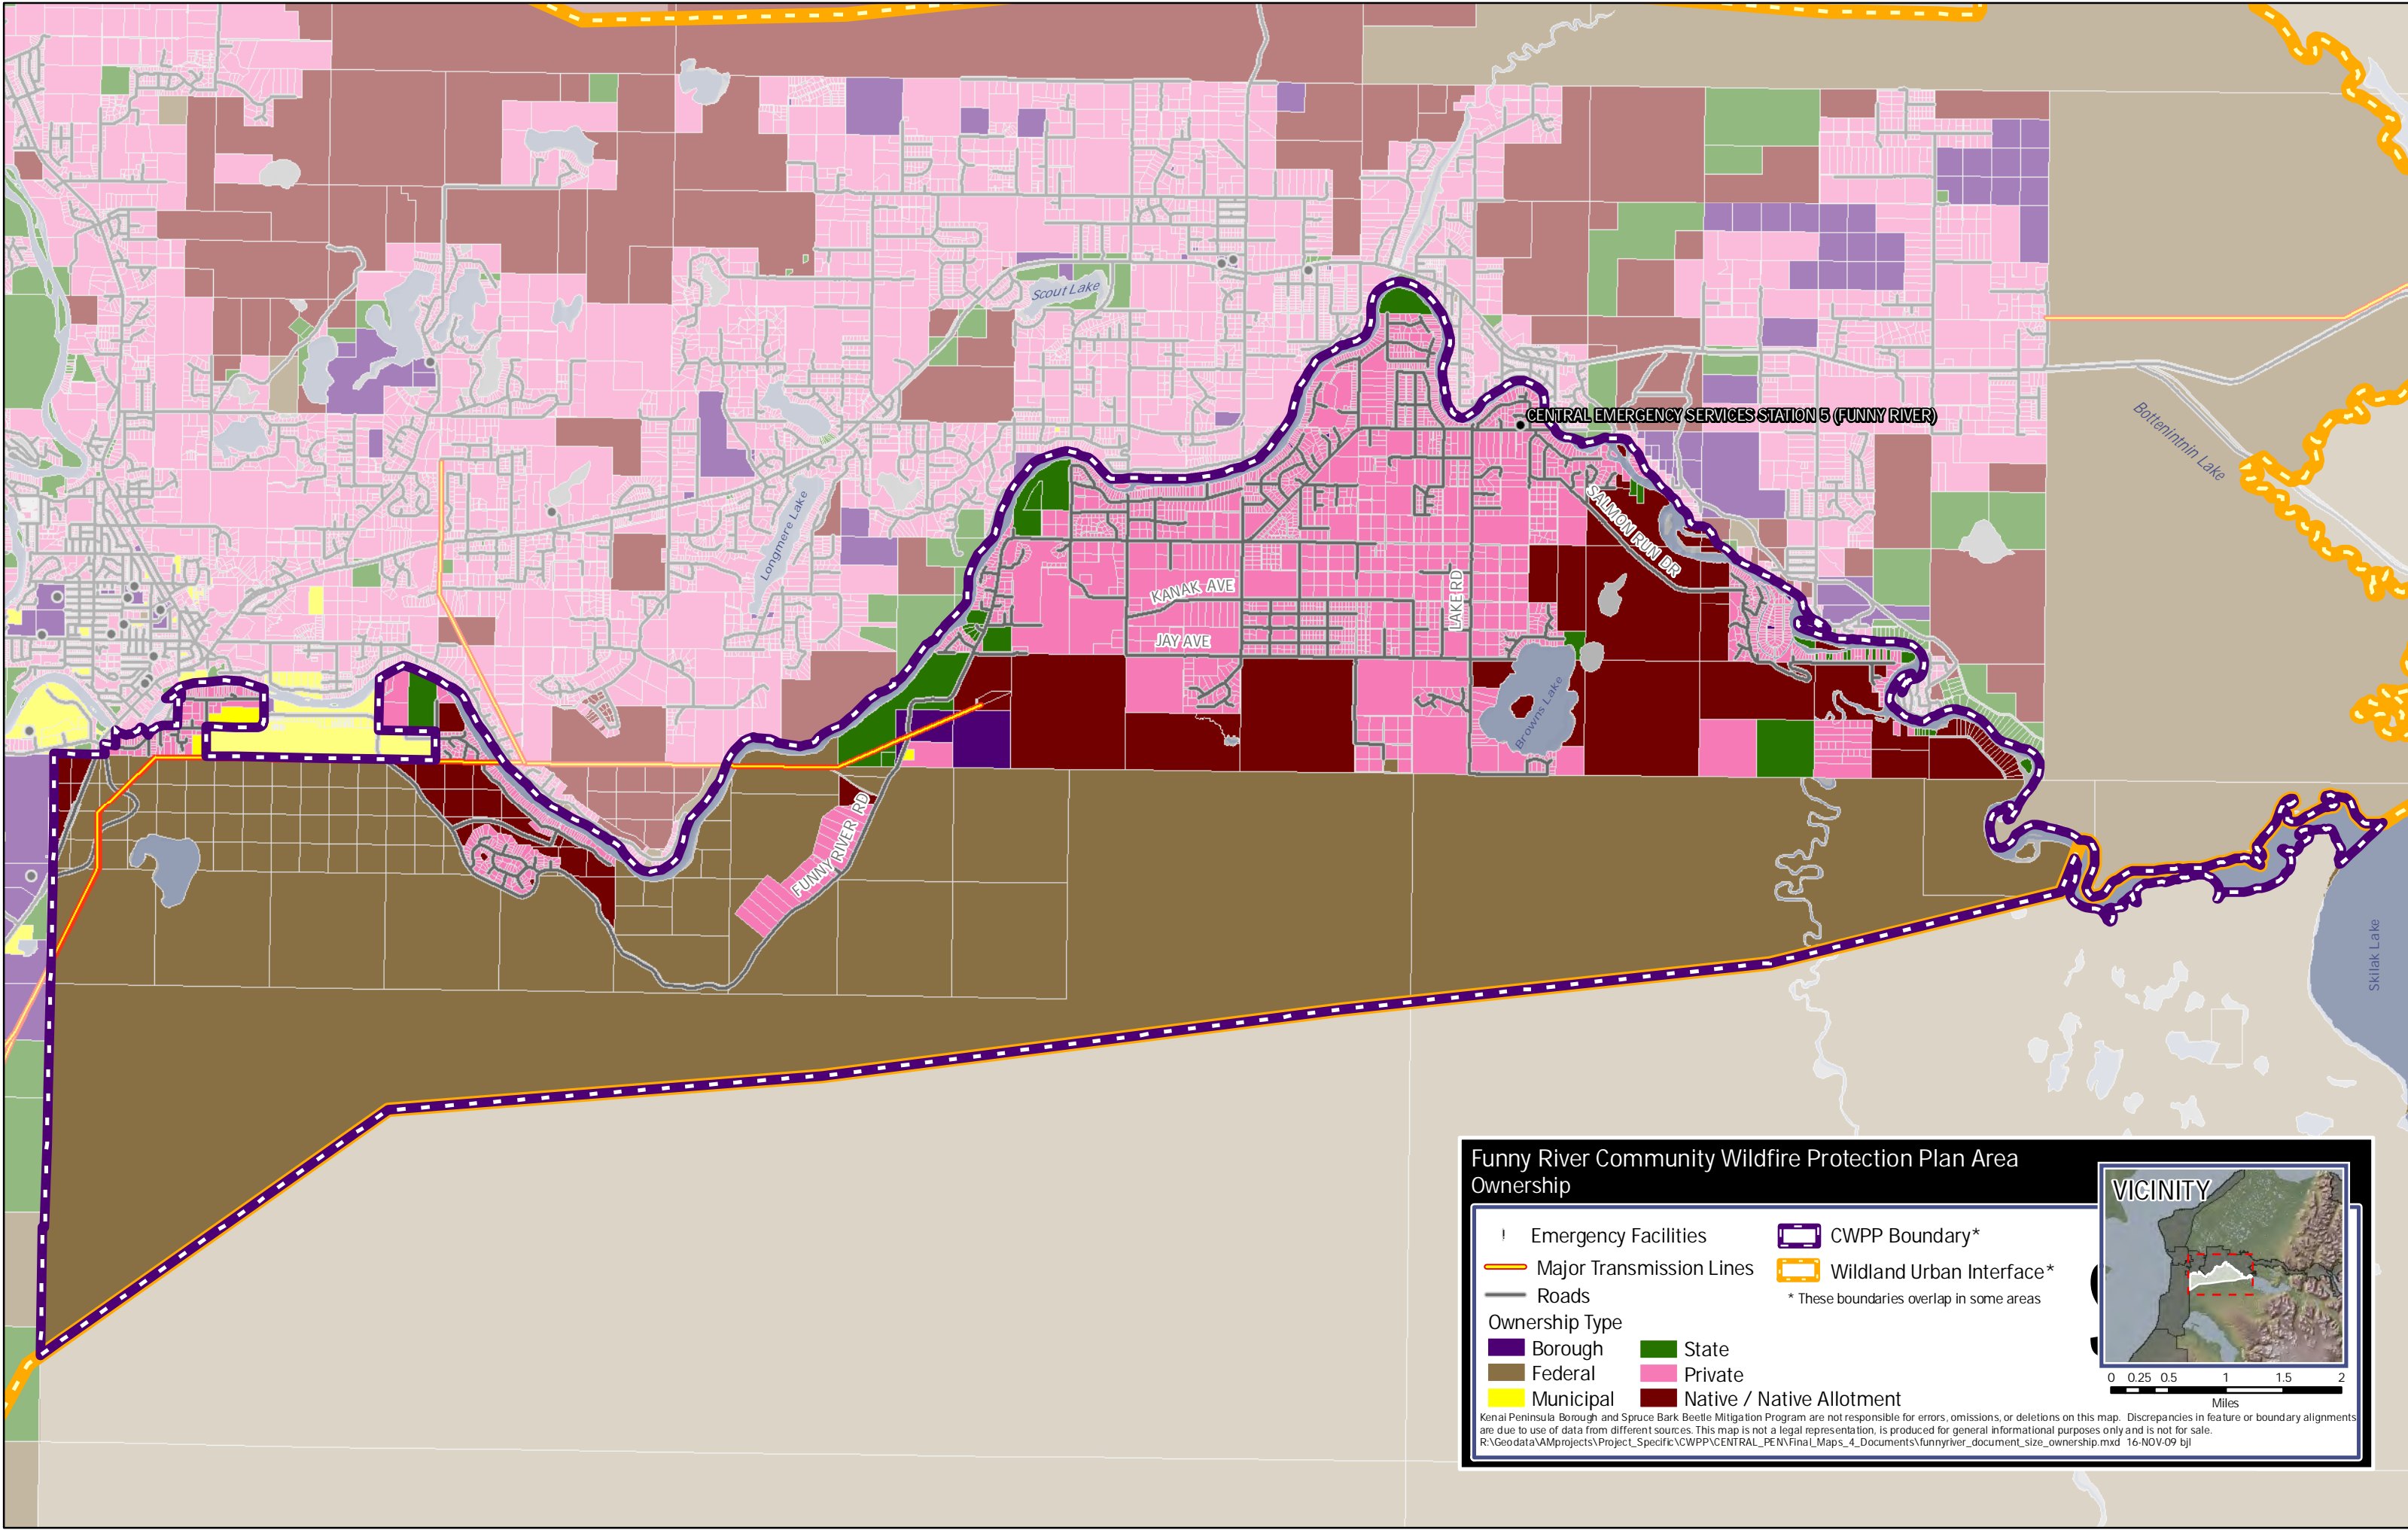 Scout Lake
CENTRAL EMERGENCY SERVICES STATION 5 (FUNNY RIVER)
Bottenintnin Lake
Longmere Lake
SALMON RUN DR
KANAK AVE
LAKE RD
JAY AVE
Browns Lake
FUNNY RIVER RD
Skilak Lake
Funny River Community Wildfire Protection Plan Area
Ownership
VICINITY
Emergency Facilities
Major Transmission Lines
Roads
CWPP Boundary*
Wildland Urban Interface*
* These boundaries overlap in some areas
Ownership Type
Borough
Federal
Municipal
State
Private
Native / Native Allotment
0 0.25 0.5 1 1.5 2
Miles
Kenai Peninsula Borough and Spruce Bark Beetle Mitigation Program are not responsible for errors, omissions, or deletions on this map. Discrepancies in feature or boundary alignments
are due to use of data from different sources. This map is not a legal representation, is produced for general informational purposes only and is not for sale.
R:\Geodata\AMprojects\Project_Specific\CWPP\CENTRAL_PEN\Final_Maps_4_Documents\funnyriver_document_size_ownership.mxd 16-NOV-09 bjl